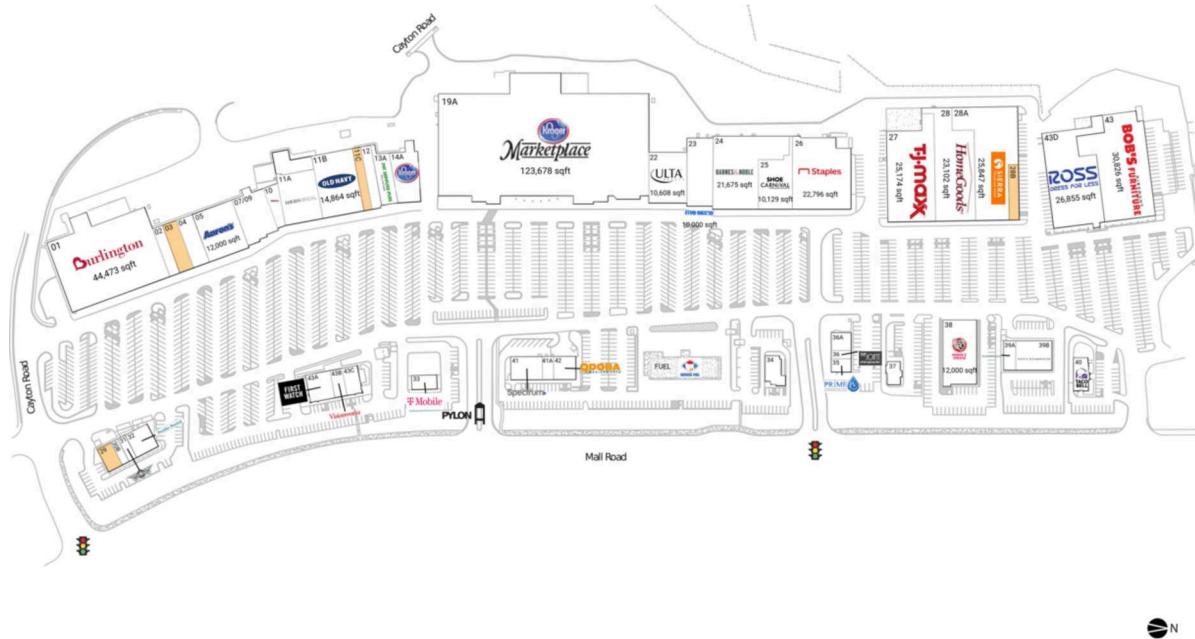 Cayton Road
19A
Kroger
Marketplace
123,678 sqft
22
ULTA
10,608 sqft
23
10,000 sqft
24
BARNES & NOBLE
21,675 sqft
25
SHOE
CARNIVAL
10,129 sqft
26
Staples
22,796 sqft
27
T.J.maxx
25,174 sqft
28
HomeGoods
23,102 sqft
28A
SIERRA
25,847 sqft
28B
43D
ROSS
DRESS FOR LESS
26,855 sqft
43
BOB'S FURNITURE
30,826 sqft
01
Burlington
44,473 sqft
02
03
04
05
Aaron's
12,000 sqft
07/09
10
11A
11B
OLD NAVY
14,864 sqft
11C
12
13A
14A
Kroger
Cayton Road
29
32
FIRST
WATCH
43A
43B
43C
Visionworks
33
T Mobile
PYLON
41
41A
42
QDOBA
Spectrum
FUEL
34
36A
36
35
THE JOINT
PRIME
37
38
12,000 sqft
39A
39B
40
TACO
BELL
Mall Road
N